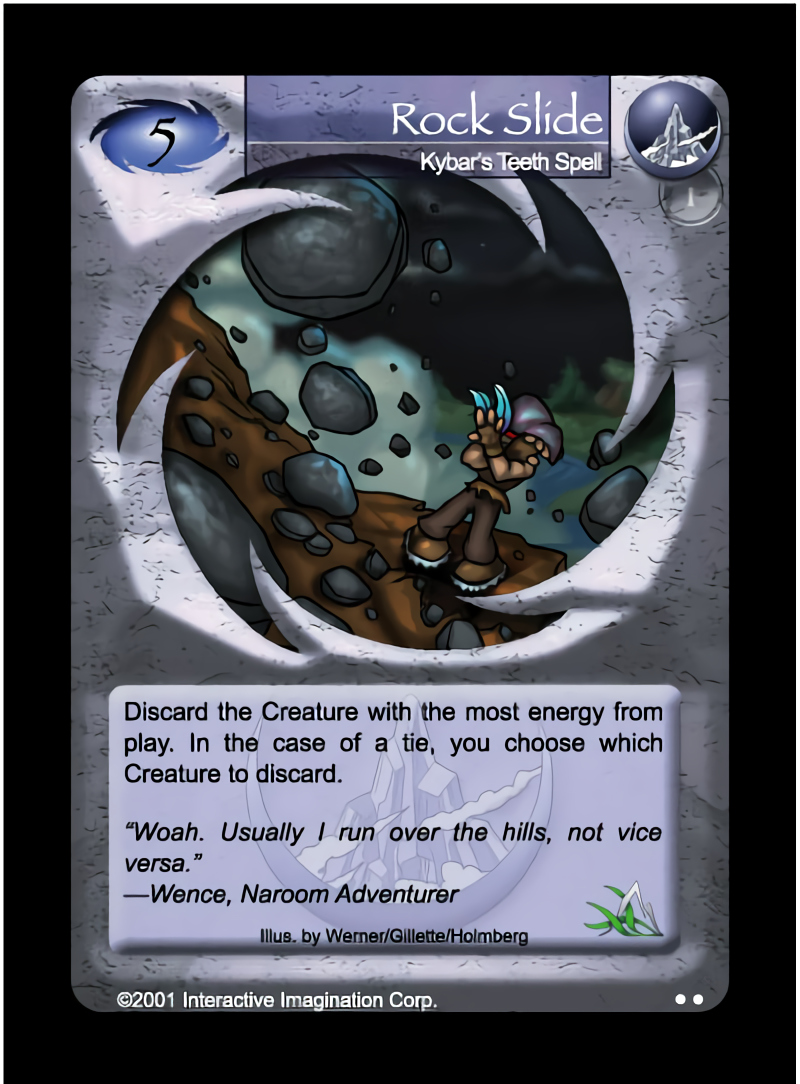 5
Rock Slide
Kybar's Teeth Spell
1
Discard the Creature with the most energy from
play. In the case of a tie, you choose which
Creature to discard.
“Woah. Usually I run over the hills, not vice
versa.”
—Wence, Naroom Adventurer
Illus. by Werner/Gillette/Holmberg
©2001 Interactive Imagination Corp.